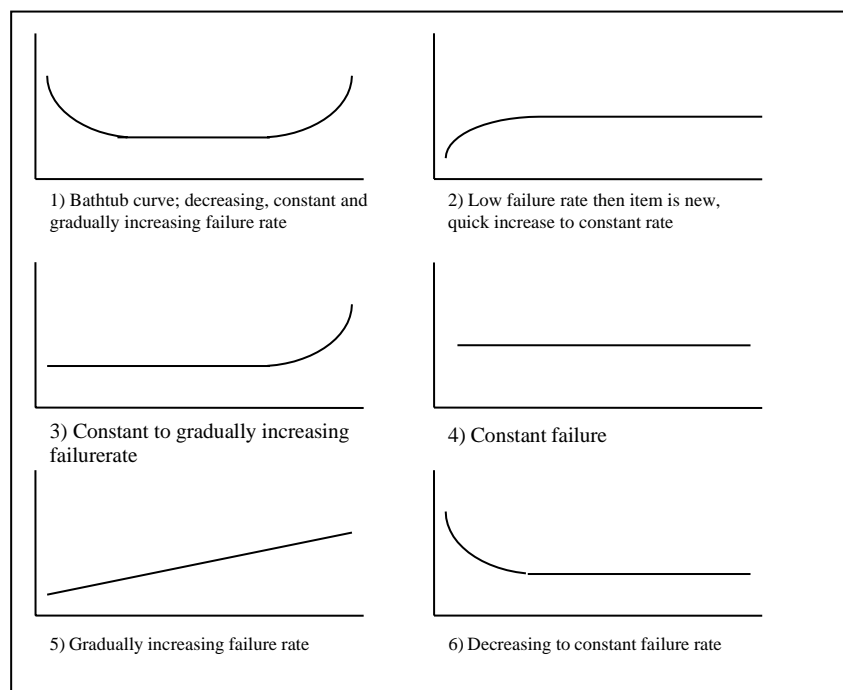 1) Bathtub curve; decreasing, constant and
gradually increasing failure rate
2) Low failure rate then item is new,
quick increase to constant rate
3) Constant to gradually increasing
failurerate
4) Constant failure
5) Gradually increasing failure rate
6) Decreasing to constant failure rate